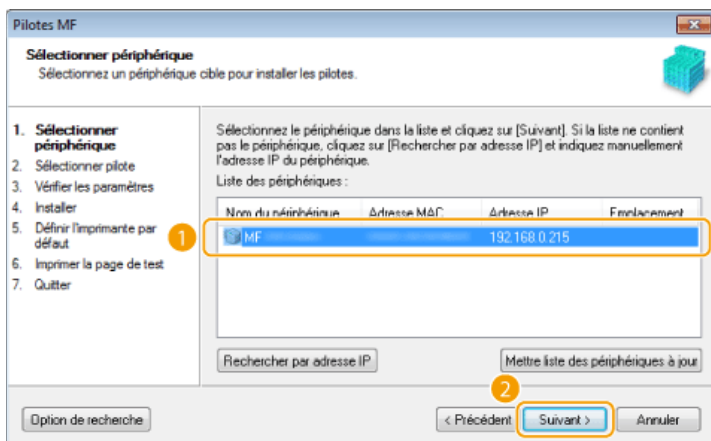 Pilotes MF
Sélectionner périphérique
Sélectionnez un périphérique cible pour installer les pilotes.
1. Sélectionner
périphérique
2. Sélectionner pilote
3. Vérifier les paramètres
4. Installer
5. Définir l'imprimante par
défaut
6. Imprimer la page de test
7. Quitter
Sélectionnez le périphérique dans la liste et cliquez sur [Suivant]. Si la liste ne contient
pas le périphérique, cliquez sur [Rechercher par adresse IP] et indiquez manuellement
l'adresse IP du périphérique.
Liste des périphériques :
Nom du périphérique Adresse MAC Adresse IP Emplacement
1 MF 192.168.0.215
Rechercher par adresse IP Mettre liste des périphériques à jour
2
Option de recherche < Précédent Suivant > Annuler